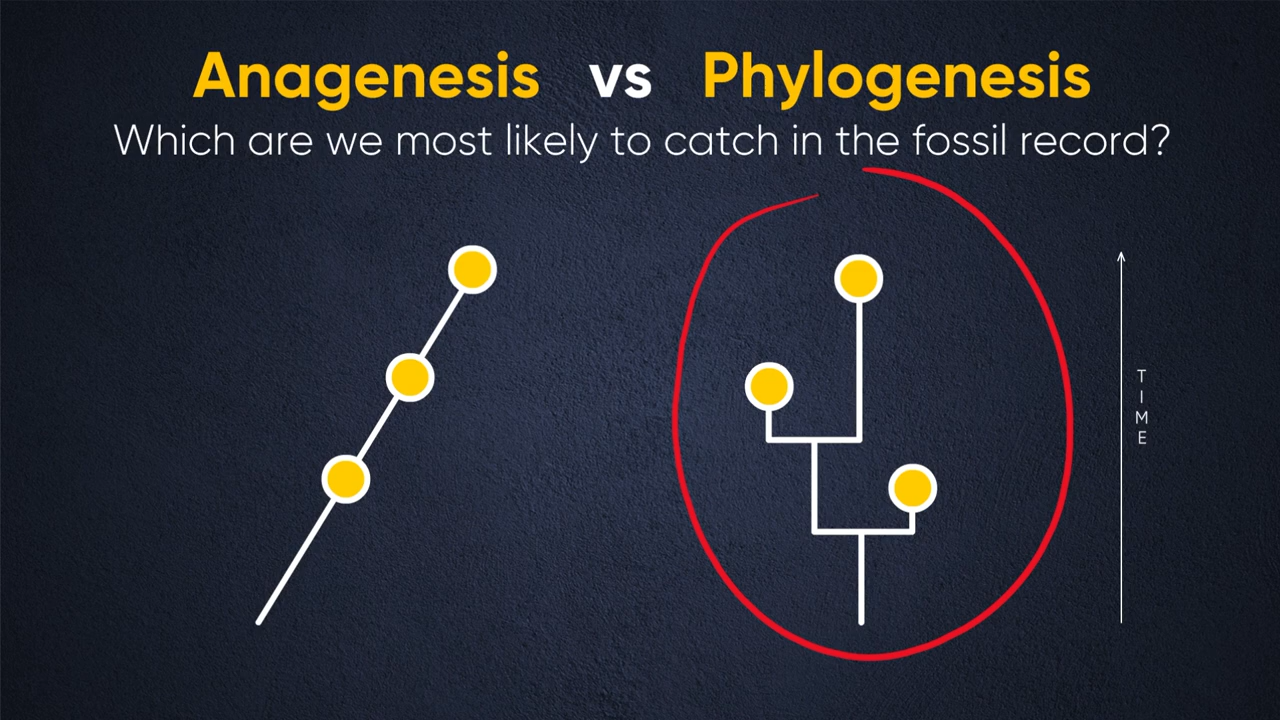 Anagenesis vs Phylogenesis
Which are we most likely to catch in the fossil record?
TIME